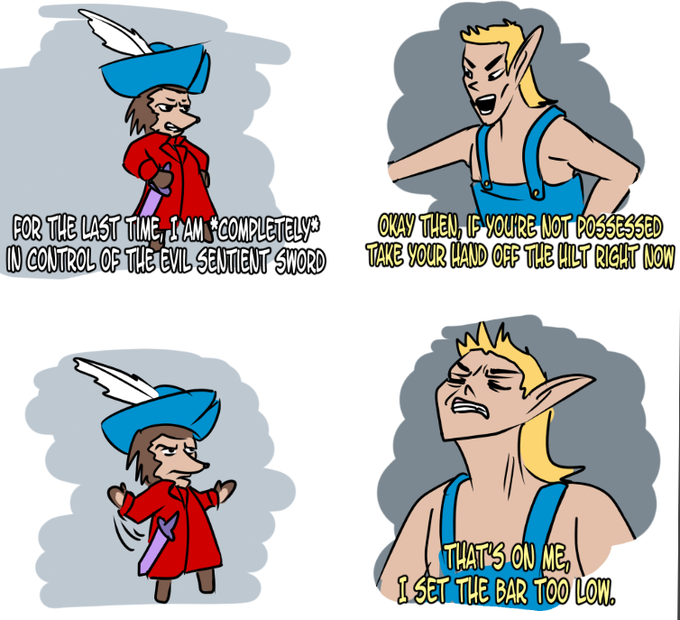 FOR THE LAST TIME, I AM *COMPLETELY*
IN CONTROL OF THE EVIL SENTIENT SWORD
OKAY THEN, IF YOU'RE NOT POSSESSED
TAKE YOUR HAND OFF THE HILT RIGHT NOW
THAT'S ON ME,
I SET THE BAR TOO LOW.